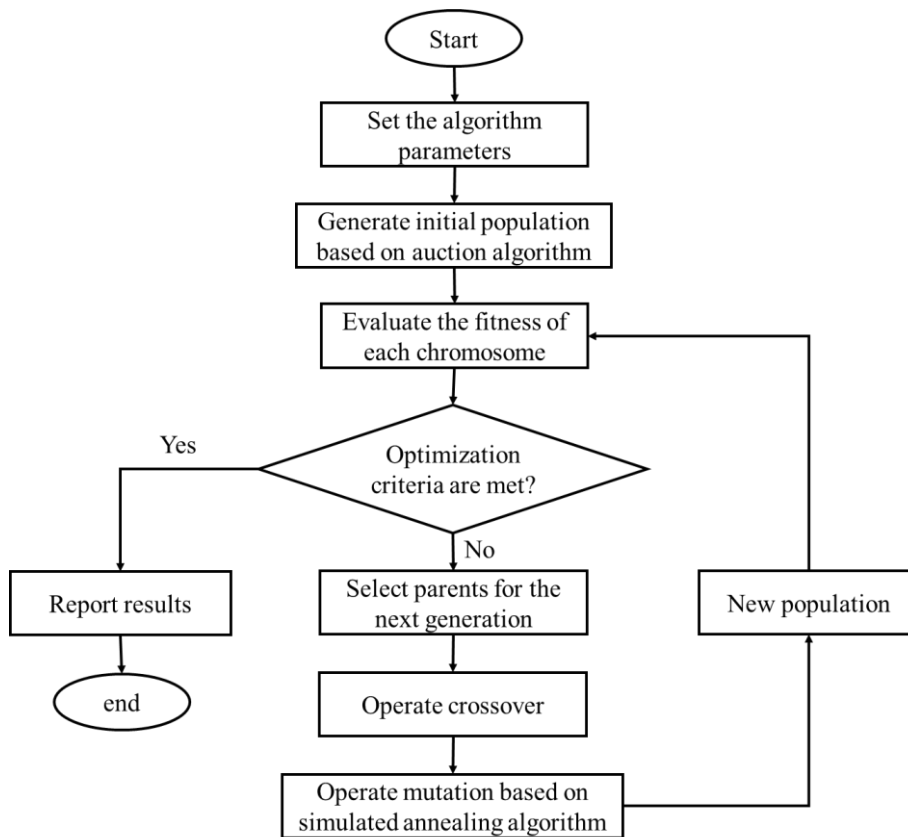 Start
Set the algorithm
parameters
Generate initial population
based on auction algorithm
Evaluate the fitness of
each chromosome
Yes
Optimization
criteria are met?
No
Report results
Select parents for the
next generation
New population
end
Operate crossover
Operate mutation based on
simulated annealing algorithm